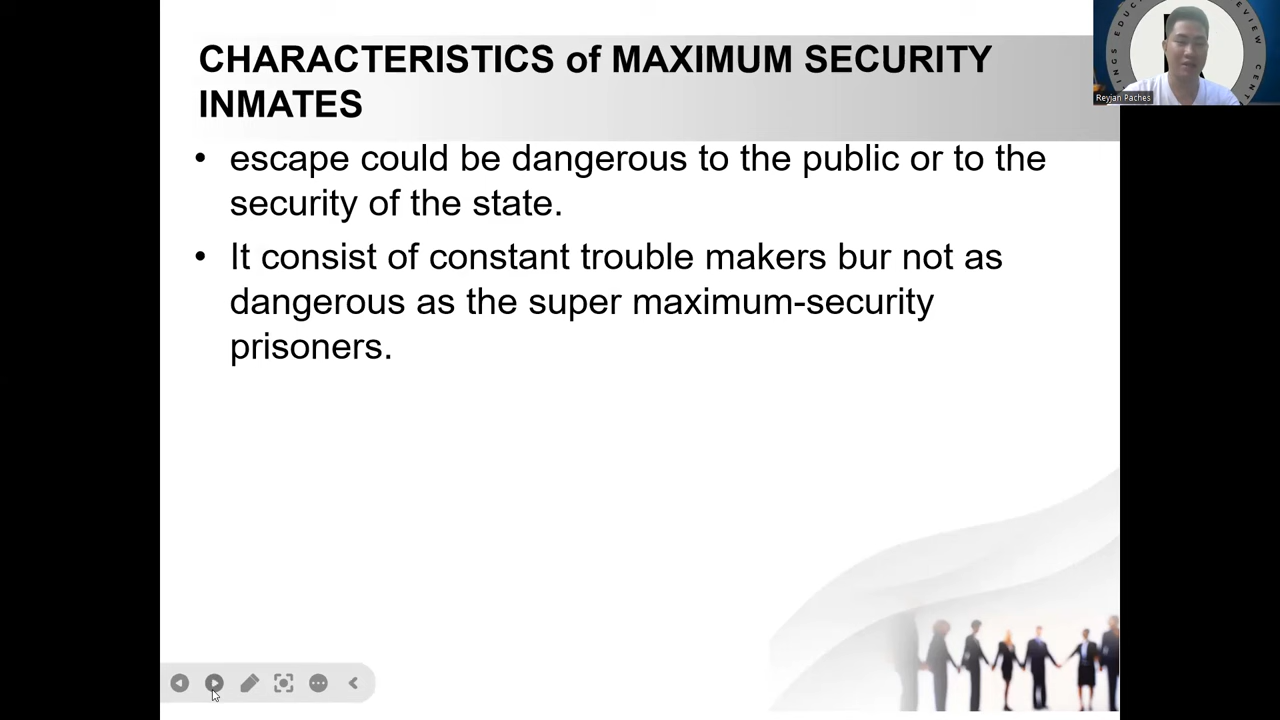 CHARACTERISTICS of MAXIMUM SECURITY
INMATES
• escape could be dangerous to the public or to the
security of the state.
• It consist of constant trouble makers bur not as
dangerous as the super maximum-security
prisoners.
Reyjan Paches